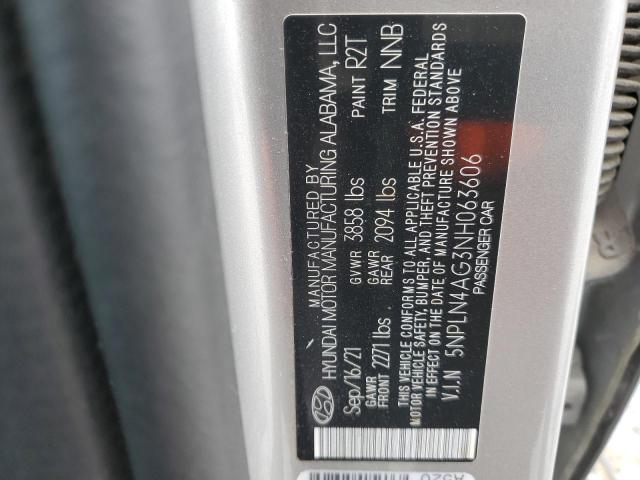 MANUFACTURED BY
HYUNDAI MOTOR MANUFACTURING ALABAMA, LLC
Sep/16/21 GVWR 3858 lbs PAINT R2T
GAWR FRONT 2271 lbs GAWR REAR 2094 lbs TRIM NNB
THIS VEHICLE CONFORMS TO ALL APPLICABLE U.S.A. FEDERAL
MOTOR VEHICLE SAFETY, BUMPER, AND THEFT PREVENTION STANDARDS
IN EFFECT ON THE DATE OF MANUFACTURE SHOWN ABOVE
V.I.N 5NPLN4AG3NH063606
PASSENGER CAR
A520